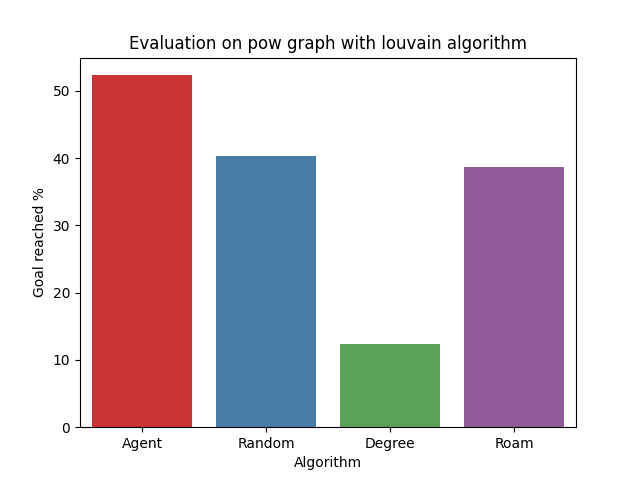 Evaluation on pow graph with louvain algorithm
Goal reached %
50
40
30
20
10
0
Agent Random Degree Roam
Algorithm